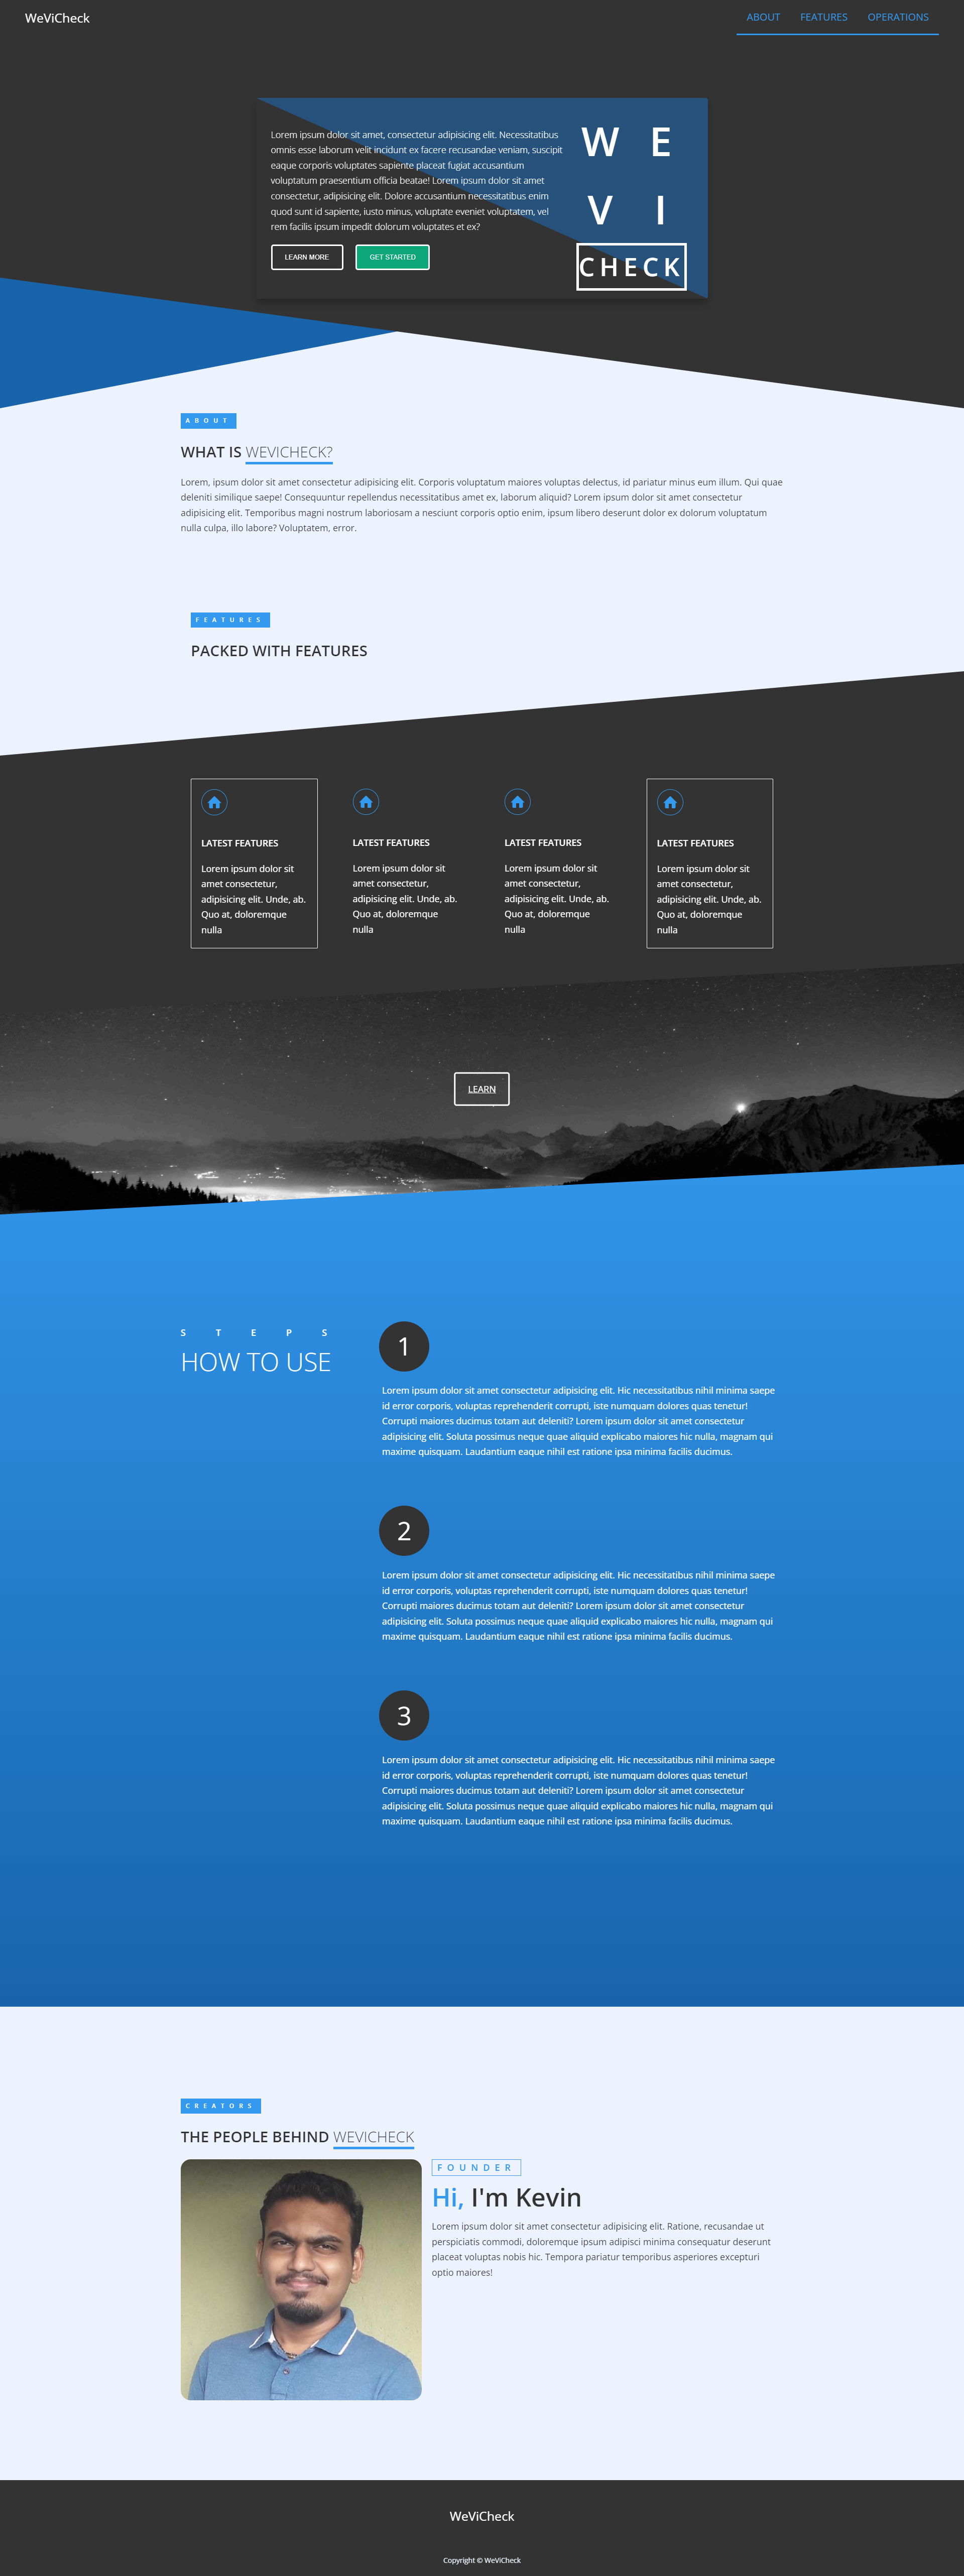 WeViCheck
ABOUT FEATURES OPERATIONS
Lorem ipsum dolor sit amet, consectetur adipisicing elit. Necessitatibus
omnis esse laborum velit incidunt ex facere recusandae veniam, suscipit
eaque corporis voluptates sapiente placeat fugiat accusantium
voluptatum praesentium officia beatae! Lorem ipsum dolor sit amet
consectetur, adipisicing elit. Dolore accusantium necessitatibus enim
quod sunt id sapiente, iusto minus, voluptate eveniet voluptatem, vel
rem facilis ipsum impedit dolorum voluptates et ex?
LEARN MORE
GET STARTED
W E
V I
CHECK
ABOUT
WHAT IS WEVICHECK?
Lorem, ipsum dolor sit amet consectetur adipisicing elit. Corporis voluptatum maiores voluptas delectus, id pariatur minus eum illum. Qui quae
deleniti similique saepe! Consequuntur repellendus necessitatibus amet ex, laborum aliquid? Lorem ipsum dolor sit amet consectetur
adipisicing elit. Temporibus magni nostrum laboriosam a nesciunt corporis optio enim, ipsum libero deserunt dolor ex dolorum voluptatum
nulla culpa, illo labore? Voluptatem, error.
FEATURES
PACKED WITH FEATURES
LATEST FEATURES
Lorem ipsum dolor sit
amet consectetur,
adipisicing elit. Unde, ab.
Quo at, doloremque
nulla
LATEST FEATURES
Lorem ipsum dolor sit
amet consectetur,
adipisicing elit. Unde, ab.
Quo at, doloremque
nulla
LATEST FEATURES
Lorem ipsum dolor sit
amet consectetur,
adipisicing elit. Unde, ab.
Quo at, doloremque
nulla
LATEST FEATURES
Lorem ipsum dolor sit
amet consectetur,
adipisicing elit. Unde, ab.
Quo at, doloremque
nulla
LEARN
STEPS
HOW TO USE
1
Lorem ipsum dolor sit amet consectetur adipisicing elit. Hic necessitatibus nihil minima saepe
id error corporis, voluptas reprehenderit corrupti, iste numquam dolores quas tenetur!
Corrupti maiores ducimus totam aut deleniti? Lorem ipsum dolor sit amet consectetur
adipisicing elit. Soluta possimus neque quae aliquid explicabo maiores hic nulla, magnam qui
maxime quisquam. Laudantium eaque nihil est ratione ipsa minima facilis ducimus.
2
Lorem ipsum dolor sit amet consectetur adipisicing elit. Hic necessitatibus nihil minima saepe
id error corporis, voluptas reprehenderit corrupti, iste numquam dolores quas tenetur!
Corrupti maiores ducimus totam aut deleniti? Lorem ipsum dolor sit amet consectetur
adipisicing elit. Soluta possimus neque quae aliquid explicabo maiores hic nulla, magnam qui
maxime quisquam. Laudantium eaque nihil est ratione ipsa minima facilis ducimus.
3
Lorem ipsum dolor sit amet consectetur adipisicing elit. Hic necessitatibus nihil minima saepe
id error corporis, voluptas reprehenderit corrupti, iste numquam dolores quas tenetur!
Corrupti maiores ducimus totam aut deleniti? Lorem ipsum dolor sit amet consectetur
adipisicing elit. Soluta possimus neque quae aliquid explicabo maiores hic nulla, magnam qui
maxime quisquam. Laudantium eaque nihil est ratione ipsa minima facilis ducimus.
CREATORS
THE PEOPLE BEHIND WEVICHECK
FOUNDER
Hi, I'm Kevin
Lorem ipsum dolor sit amet consectetur adipisicing elit. Ratione, recusandae ut
perspiciatis commodi, doloremque ipsum adipisci minima consequatur deserunt
placeat voluptas nobis hic. Tempora pariatur temporibus asperiores excepturi
optio maiores!
WeViCheck
Copyright © WeViCheck